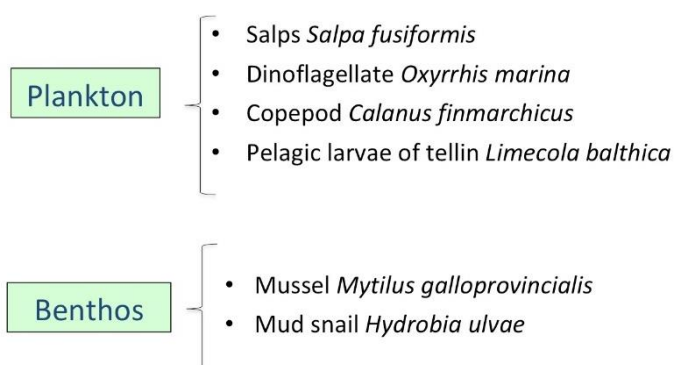 • Salps Salpa fusiformis
• Dinoflagellate Oxyrrhis marina
Plankton
• Copepod Calanus finmarchicus
• Pelagic larvae of tellin Limecola balthica
• Mussel Mytilus galloprovincialis
Benthos
• Mud snail Hydrobia ulvae